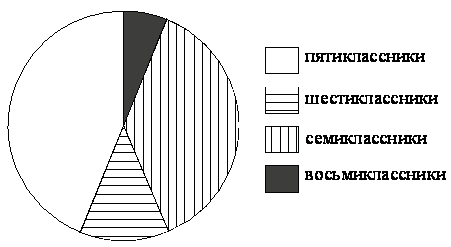 пятиклассники
шестиклассники
семиклассники
восьмиклассники